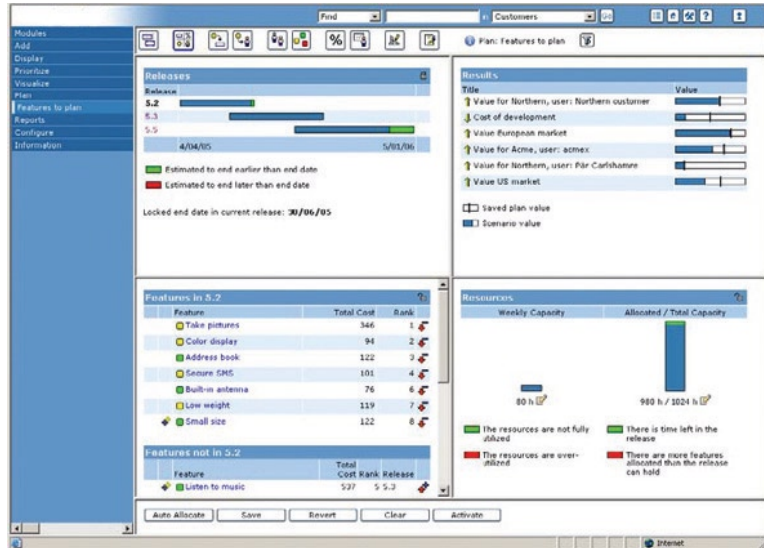 Find in Customers Go
Modules
Add
Display
Prioritize
Visualize
Plan
Features to plan
Reports
Configure
Information
Plan: Features to plan
Releases
Release
5.2
5.3
5.5
4/04/05 5/01/06
Estimated to end earlier than end date
Estimated to end later than end date
Locked end date in current release: 30/06/05
Results
Title Value
Value for Northern, user: Northern customer
Cost of development
Value European market
Value for Acme, user: acmex
Value for Northern, user: Pär Carlshamre
Value US market
Saved plan value
Scenario value
Features in 5.2
Feature Total Cost Rank
Take pictures 346 1
Color display 94 2
Address book 122 3
Secure SMS 101 4
Built-in antenna 76 6
Low weight 119 7
Small size 122 8
Features not in 5.2
Feature Total Cost Rank Release
Listen to music 537 5 5.3
Resources
Weekly Capacity Allocated / Total Capacity
80 h 980 h / 1024 h
The resources are not fully utilized
There is time left in the release
The resources are over-utilized
There are more features allocated than the release can hold
Auto Allocate Save Revert Clear Activate
Internet